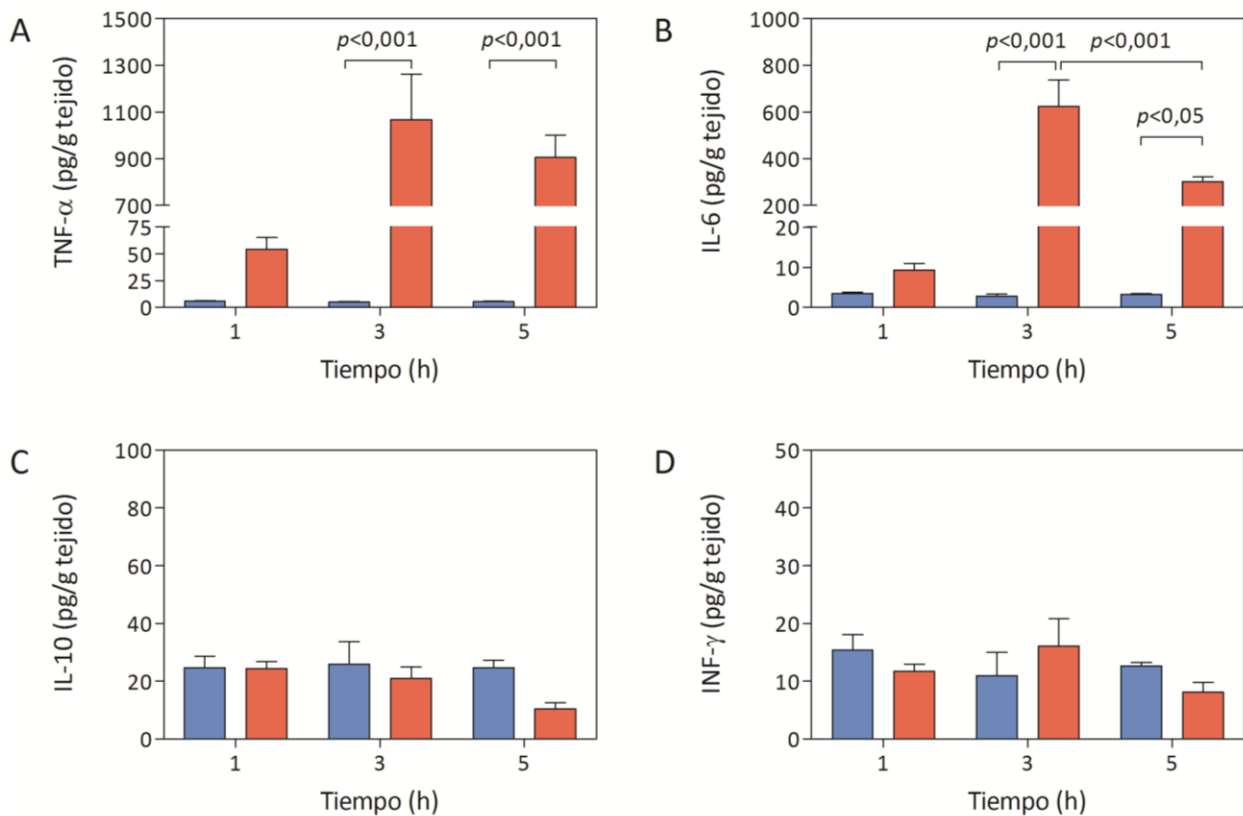 A
TNF-α (pg/g tejido)
1500
1300
1100
900
700
75
50
25
0
p<0,001
p<0,001
1
3
5
Tiempo (h)
B
IL-6 (pg/g tejido)
1000
800
600
400
200
20
10
0
p<0,001
p<0,001
p<0,05
1
3
5
Tiempo (h)
C
IL-10 (pg/g tejido)
100
80
60
40
20
0
1
3
5
Tiempo (h)
D
INF-γ (pg/g tejido)
50
40
30
20
10
0
1
3
5
Tiempo (h)